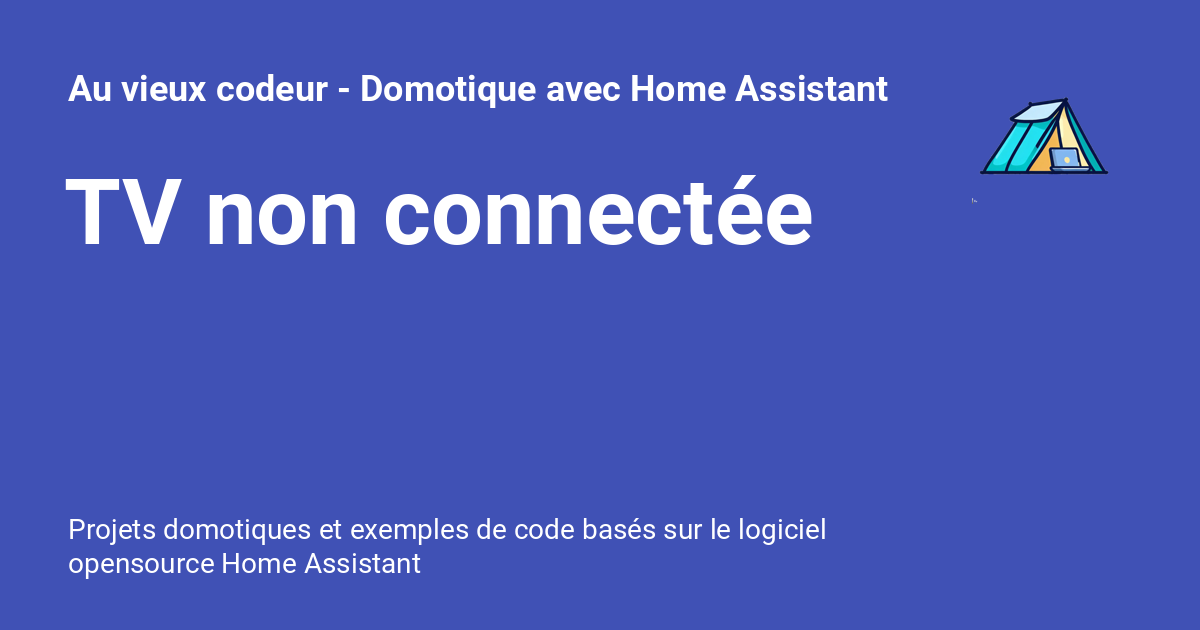 Au vieux codeur - Domotique avec Home Assistant
TV non connectée
Projets domotiques et exemples de code basés sur le logiciel
opensource Home Assistant